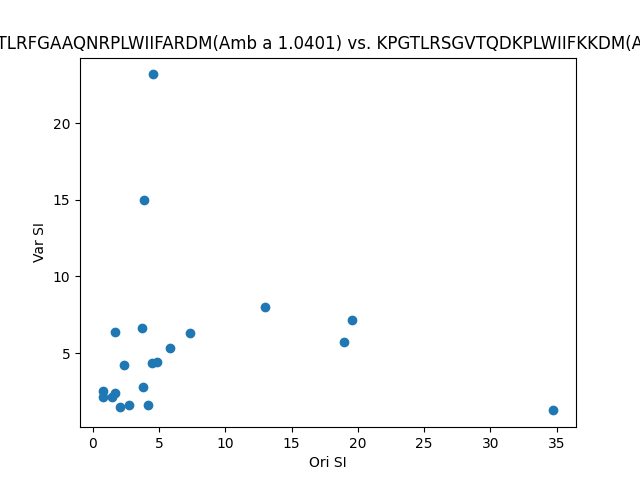 TLRFGAAQNRPLWIIFARDM(Amb a 1.0401) vs. KPGTLRSGVTQDKPLWIIFKKDM(A
Var SI
20
15
10
5
0 5 10 15 20 25 30 35
Ori SI